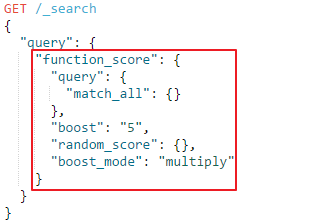 GET /_search
{
  "query": {
    "function_score": {
      "query": {
        "match_all": {}
      },
      "boost": "5",
      "random_score": {},
      "boost_mode": "multiply"
    }
  }
}